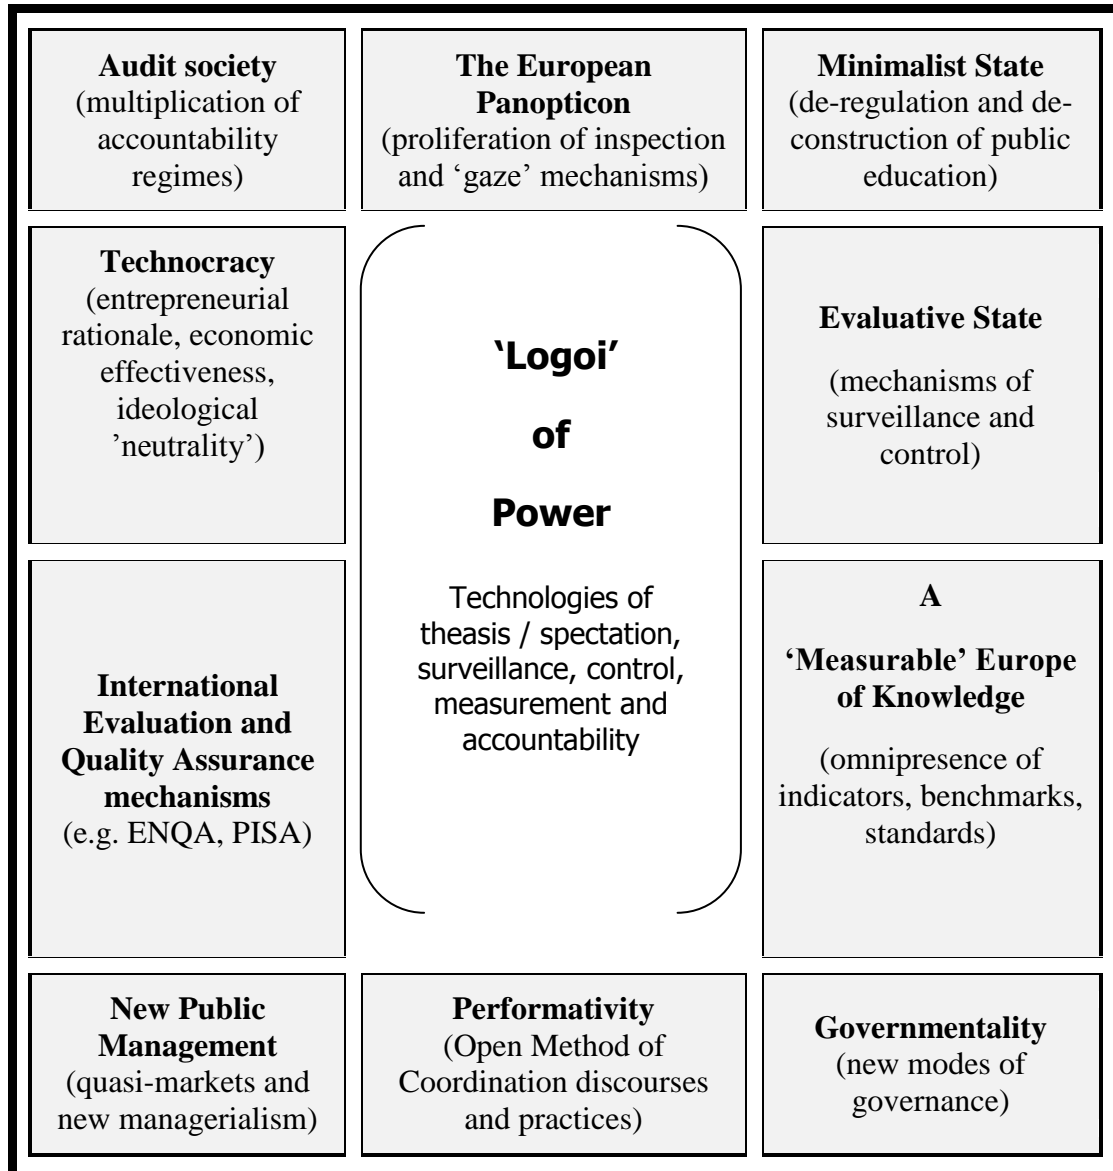 Audit society
(multiplication of
accountability
regimes)
The European
Panopticon
(proliferation of inspection
and ‘gaze’ mechanisms)
Minimalist State
(de-regulation and de-
construction of public
education)
Technocracy
(entrepreneurial
rationale, economic
effectiveness,
ideological
’neutrality’)
‘Logoi’
of
Power
Technologies of
theasis / spectation,
surveillance, control,
measurement and
accountability
Evaluative State
(mechanisms of
surveillance and
control)
International
Evaluation and
Quality Assurance
mechanisms
(e.g. ENQA, PISA)
A
‘Measurable’ Europe
of Knowledge
(omnipresence of
indicators, benchmarks,
standards)
New Public
Management
(quasi-markets and
new managerialism)
Performativity
(Open Method of
Coordination discourses
and practices)
Governmentality
(new modes of
governance)